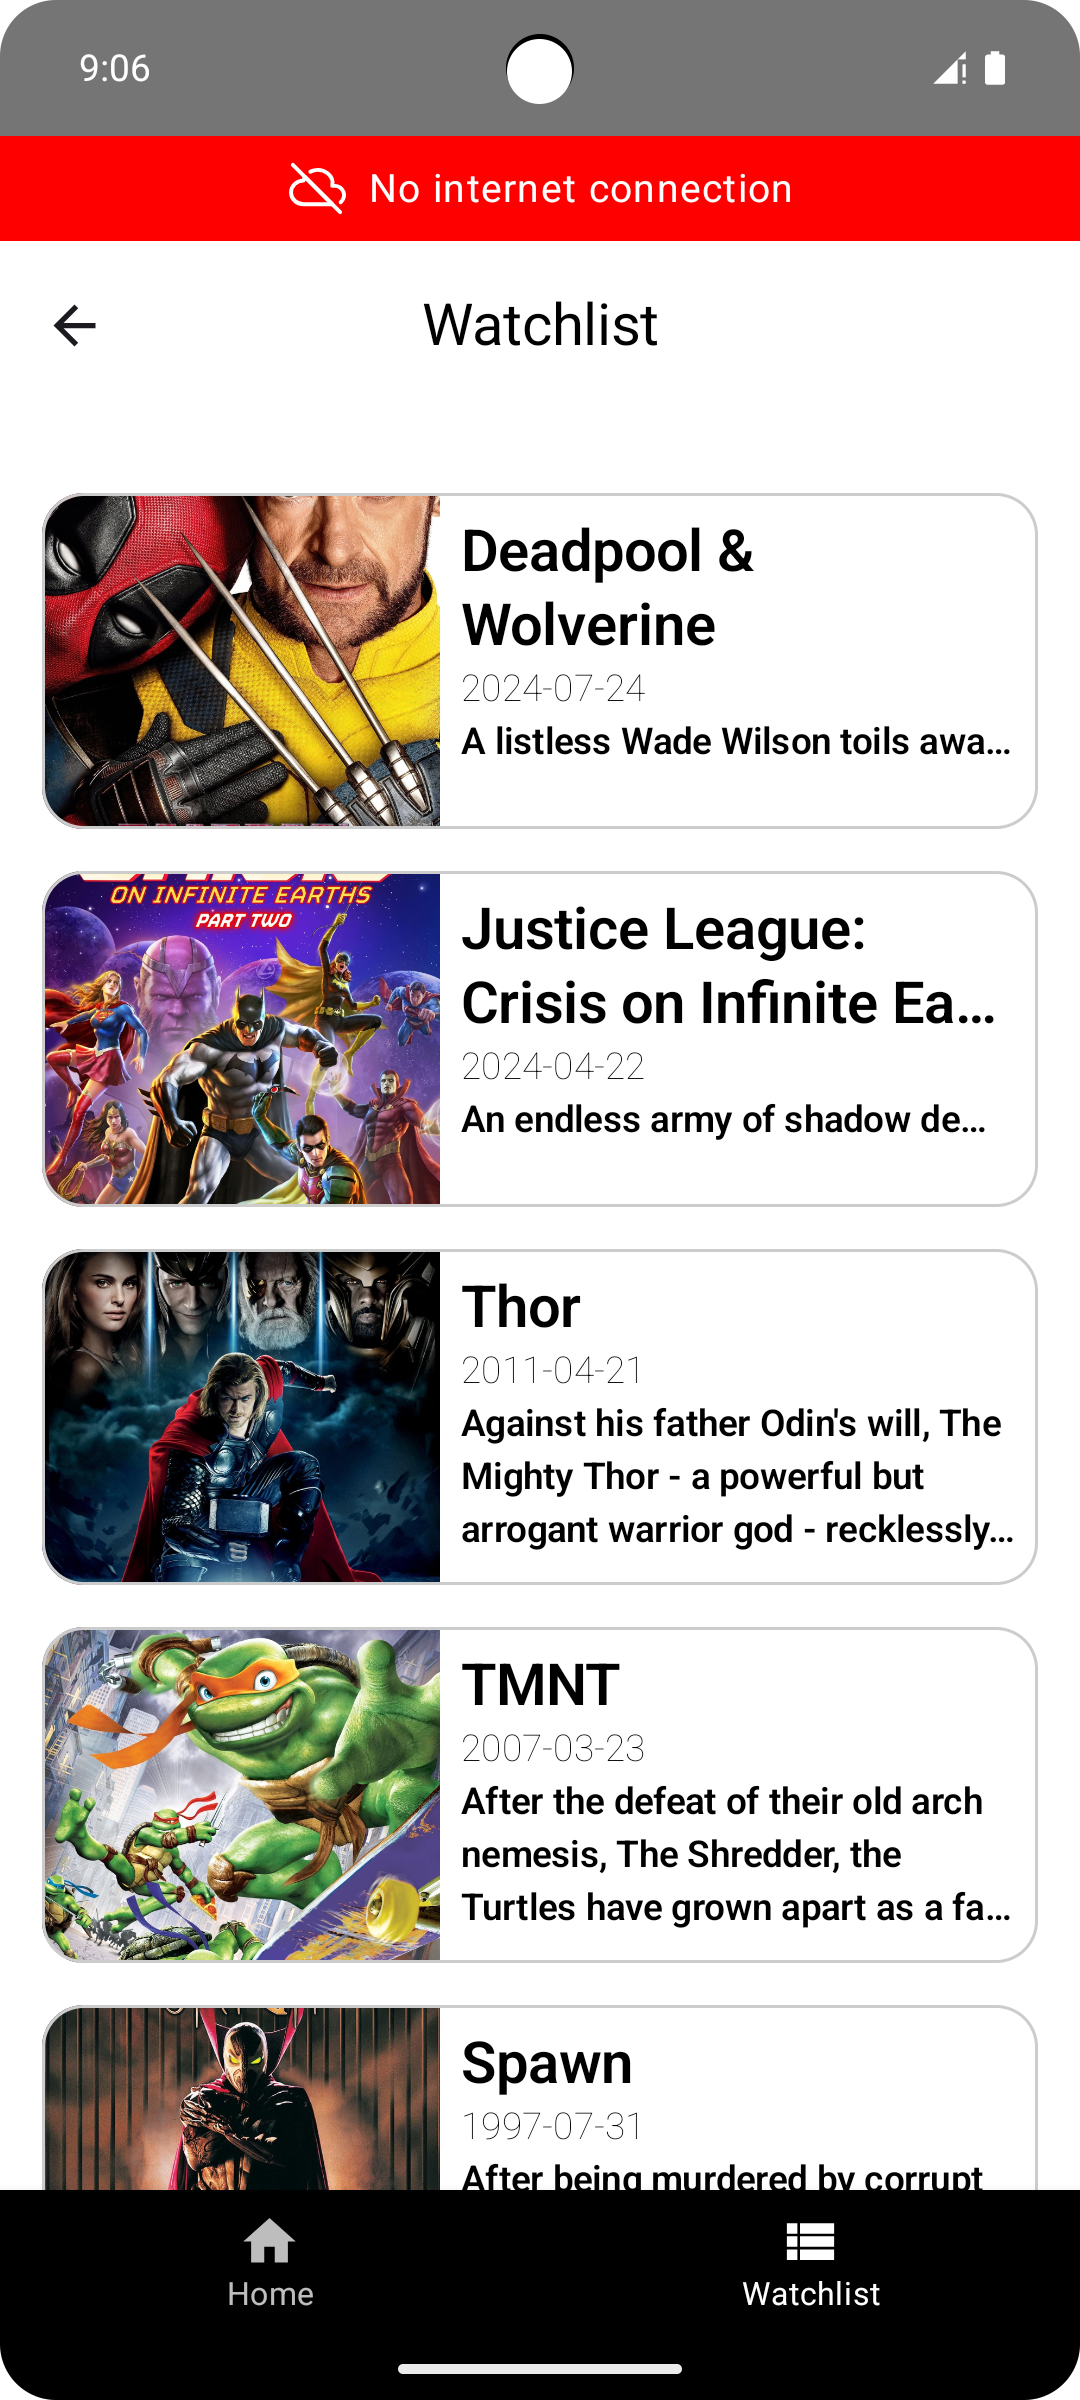 9:06
No internet connection
Watchlist
Deadpool &
Wolverine
2024-07-24
A listless Wade Wilson toils awa...
ON INFINITE EARTHS
PART TWO
Justice League:
Crisis on Infinite Ea...
2024-04-22
An endless army of shadow de...
Thor
2011-04-21
Against his father Odin's will, The
Mighty Thor - a powerful but
arrogant warrior god - recklessly...
TMNT
2007-03-23
After the defeat of their old arch
nemesis, The Shredder, the
Turtles have grown apart as a fa...
Spawn
1997-07-31
After being murdered by corrupt
Home
Watchlist